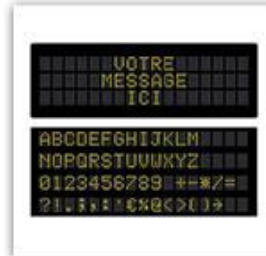 VOTRE
MESSAGE
ICI
ABCDEFGHIJKLM
NOPQRSTUVWXYZ
0123456789 +-*/=
?!.;,:'€%@<>()→